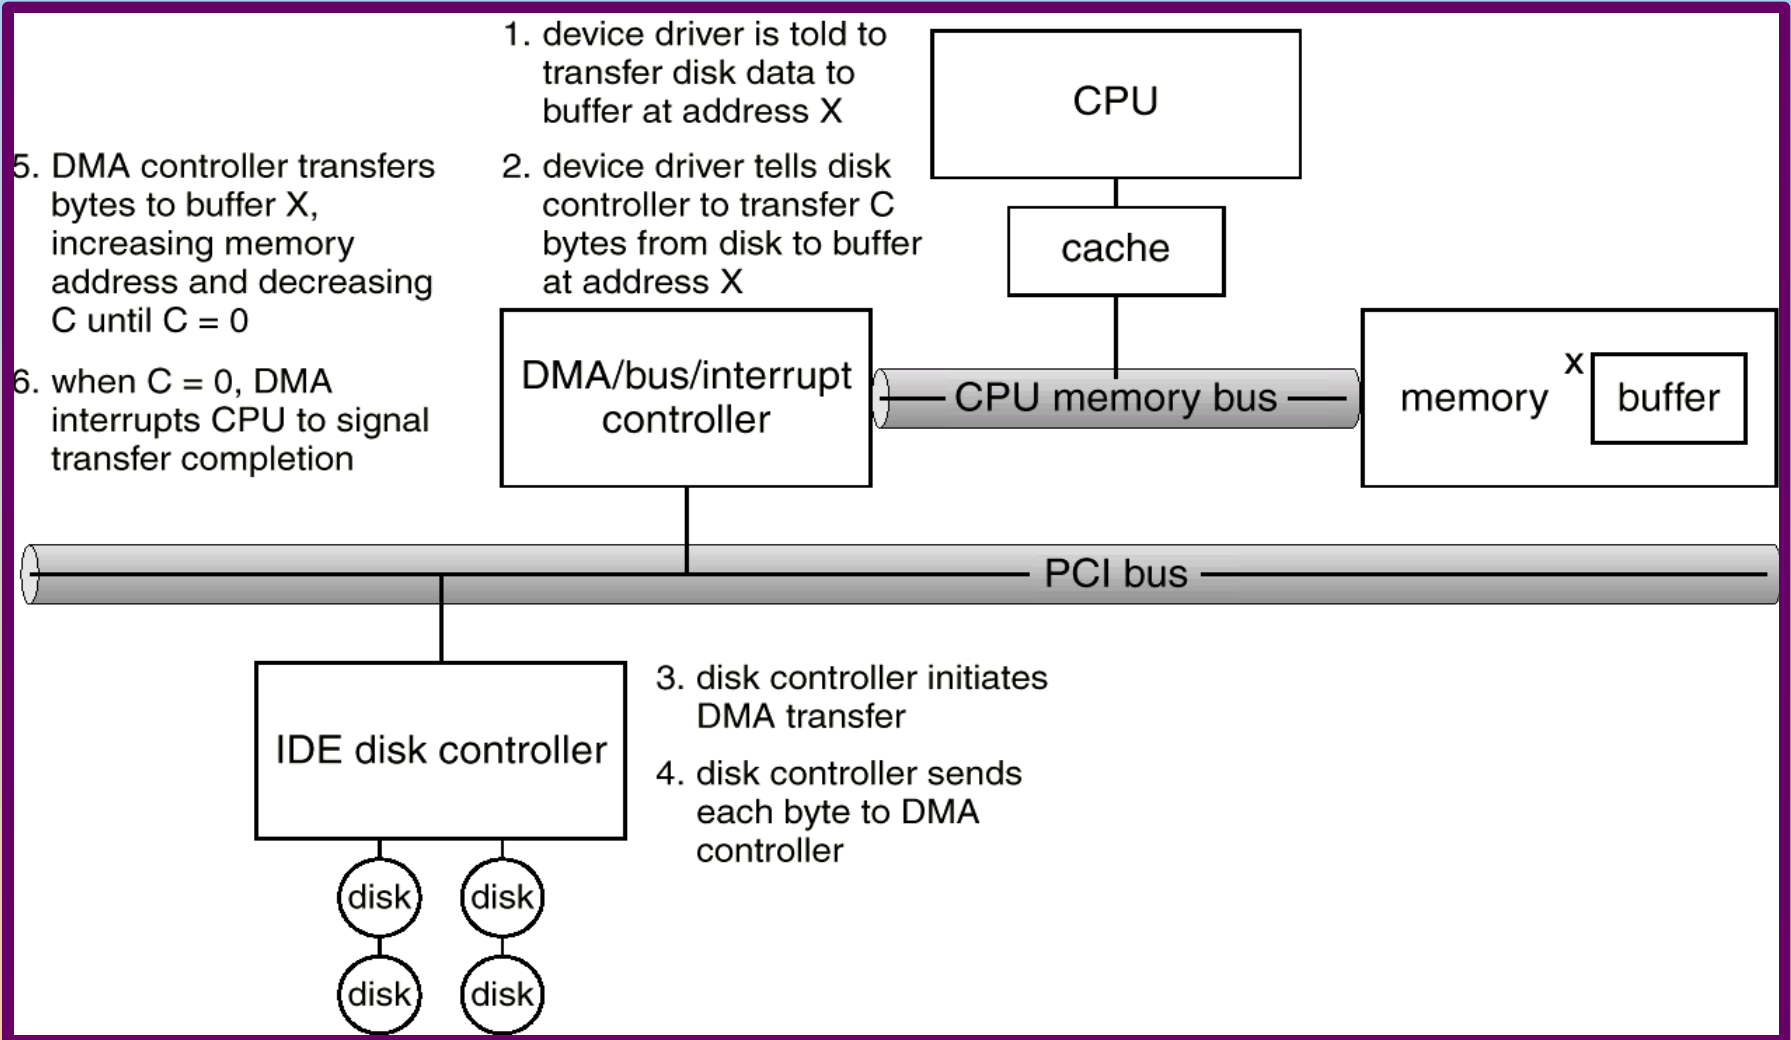 1. device driver is told to
transfer disk data to
buffer at address X
2. device driver tells disk
controller to transfer C
bytes from disk to buffer
at address X
5. DMA controller transfers
bytes to buffer X,
increasing memory
address and decreasing
C until C = 0
6. when C = 0, DMA
interrupts CPU to signal
transfer completion
CPU
cache
DMA/bus/interrupt
controller
CPU memory bus
memory
x
buffer
PCI bus
IDE disk controller
3. disk controller initiates
DMA transfer
4. disk controller sends
each byte to DMA
controller
disk
disk
disk
disk